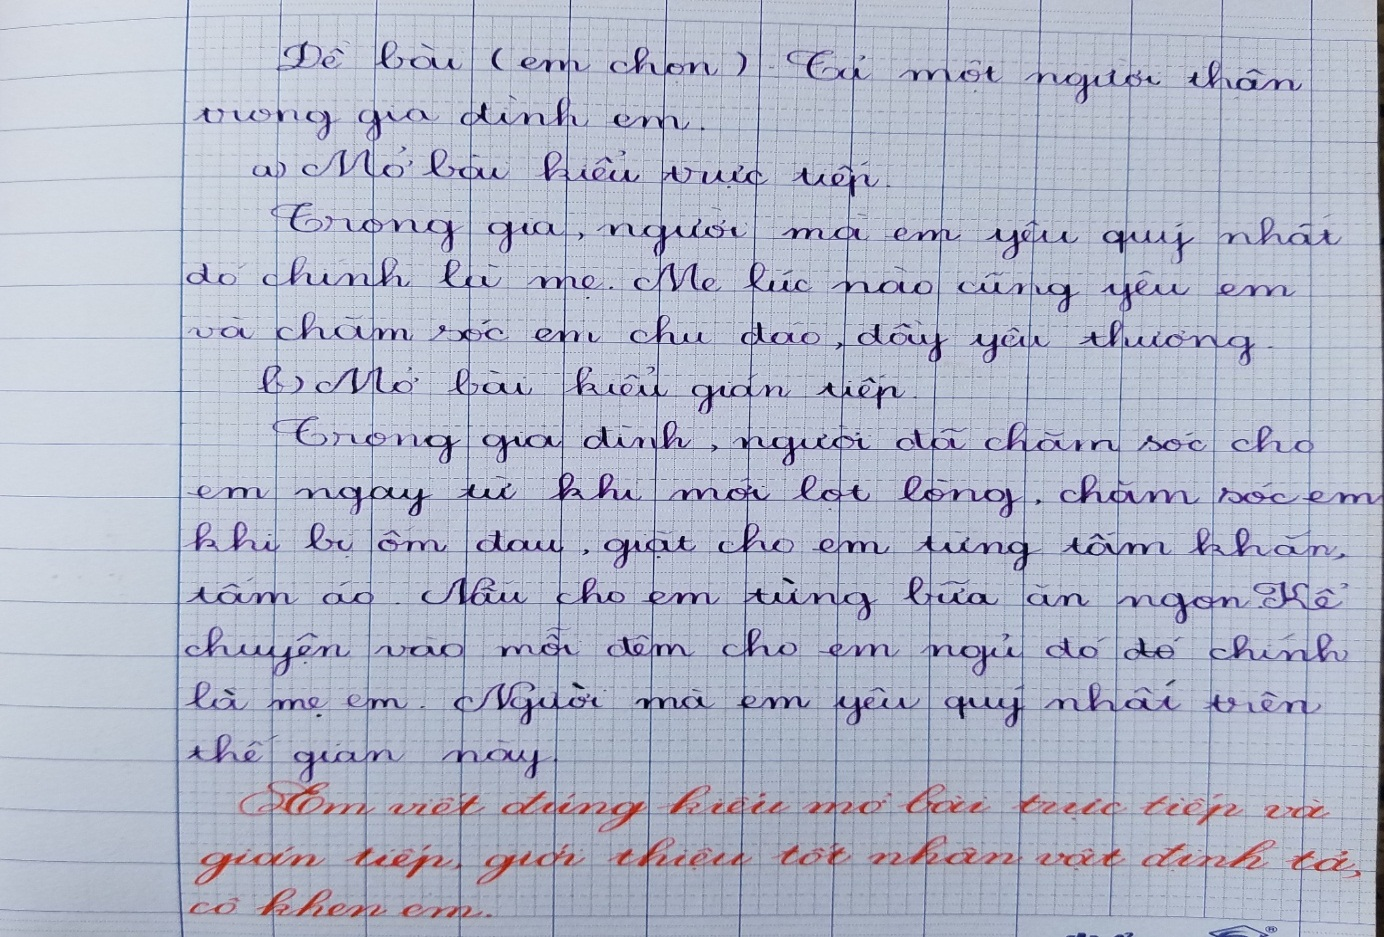 Đề bài (em chọn). Tả một người thân
trong gia đình em.
a) Mở bài kiểu trực tiếp.
Trong gia, người mà em yêu quý nhất
đó chính là mẹ. Mẹ lúc nào cũng yêu em
và chăm sóc em chu đáo, đầy yêu thương.
b) Mở bài kiểu gián tiếp.
Trong gia đình, người đã chăm sóc cho
em ngay từ khi mới lọt lòng, chăm sóc em
khi bị ốm đau, giặt cho em từng tấm khăn,
tấm áo. Nấu cho em từng bữa ăn ngon. Kể
chuyện vào mỗi đêm cho em ngủ đó đó chính
là mẹ em. Người mà em yêu quý nhất trên
thế gian này.
Em viết đúng kiểu mở bài trực tiếp và
gián tiếp, giới thiệu tốt nhân vật định tả,
cô khen em.